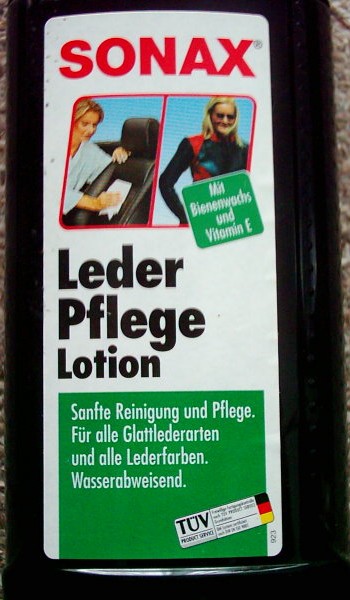 SONAX®
Mit
Bienenwachs
und
Vitamin E
Leder
Pflege
Lotion
Sanfte Reinigung und Pflege.
Für alle Glattlederarten
und alle Lederfarben.
Wasserabweisend.
TÜV
PRODUCT SERVICE
923